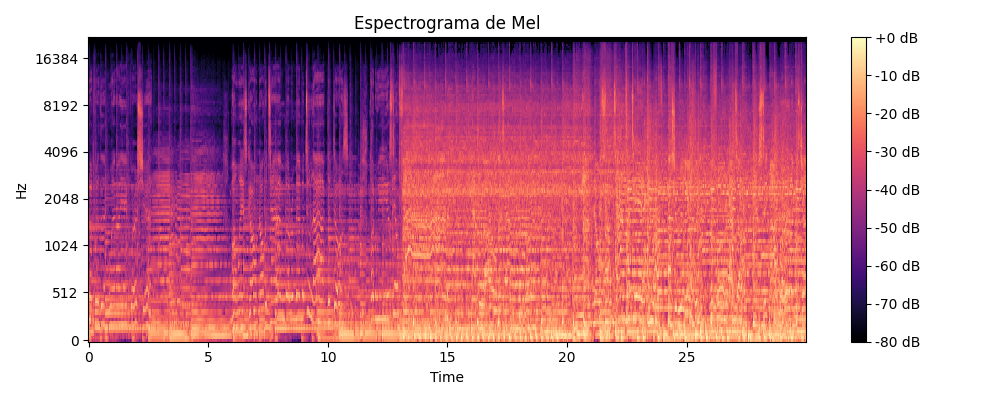 Espectrograma de Mel
Hz
16384
8192
4096
2048
1024
512
0
0 5 10 15 20 25
Time
+0 dB
-10 dB
-20 dB
-30 dB
-40 dB
-50 dB
-60 dB
-70 dB
-80 dB